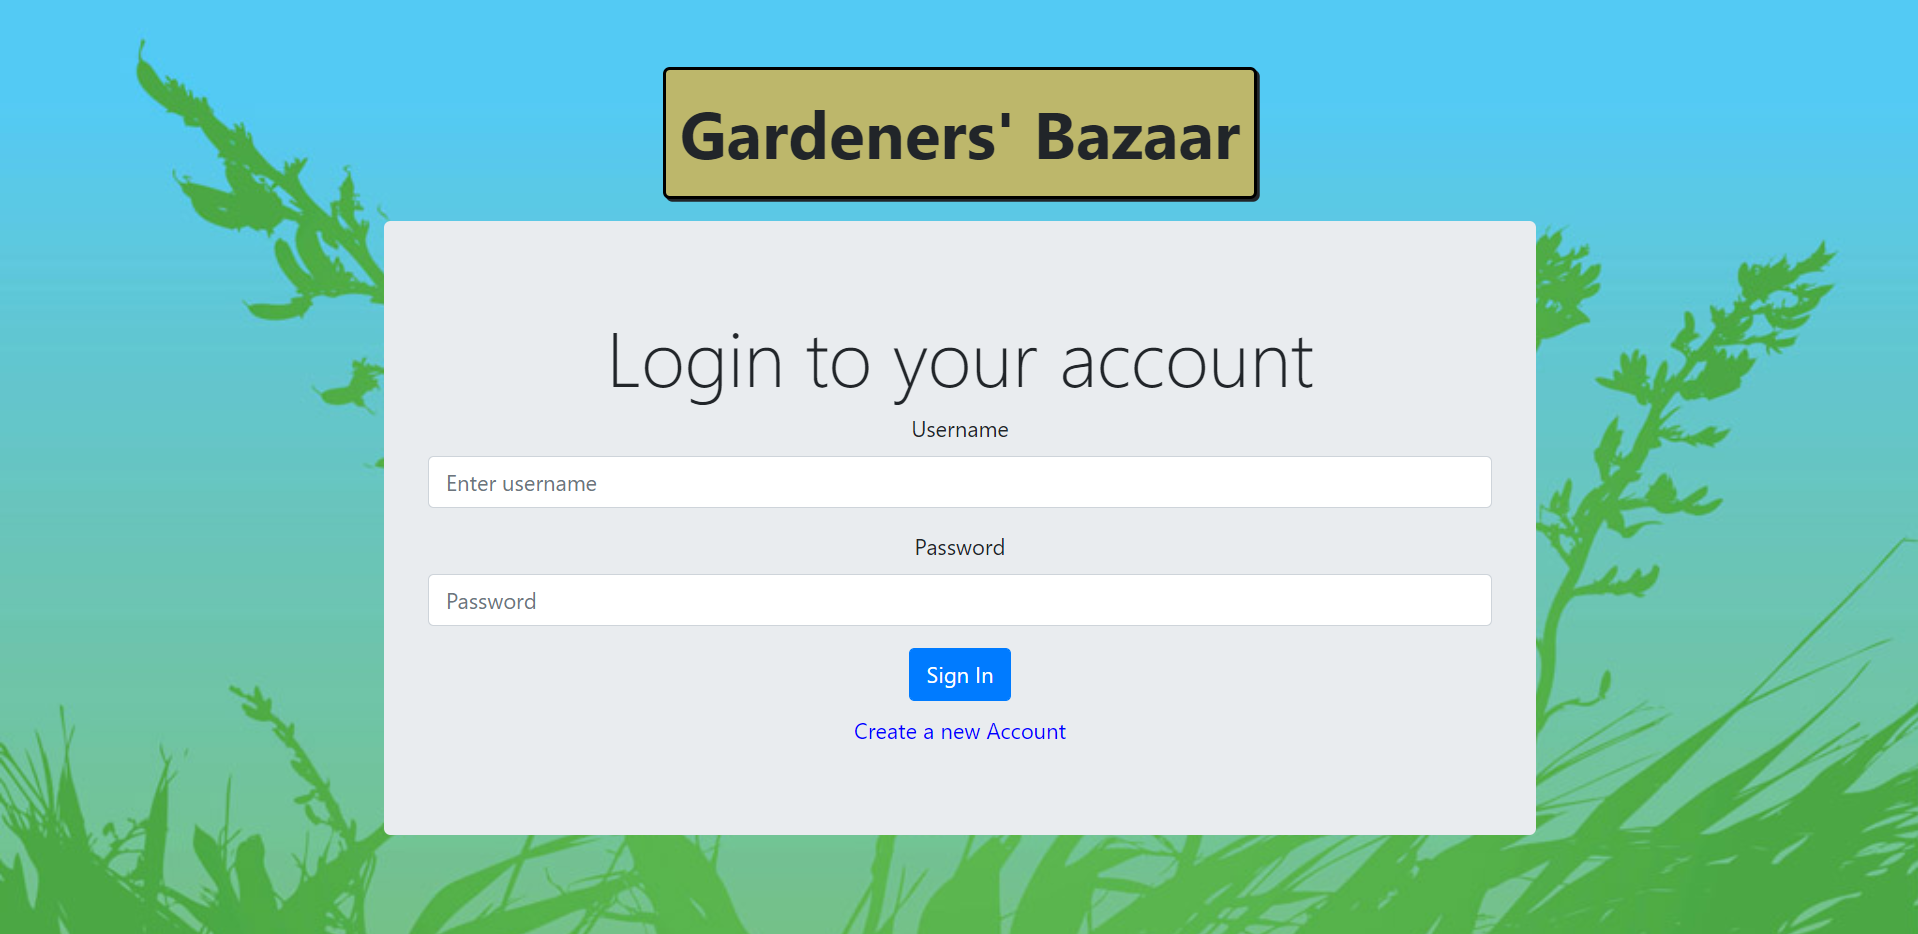 Gardeners' Bazaar
Login to your account
Username
Enter username
Password
Password
Sign In
Create a new Account